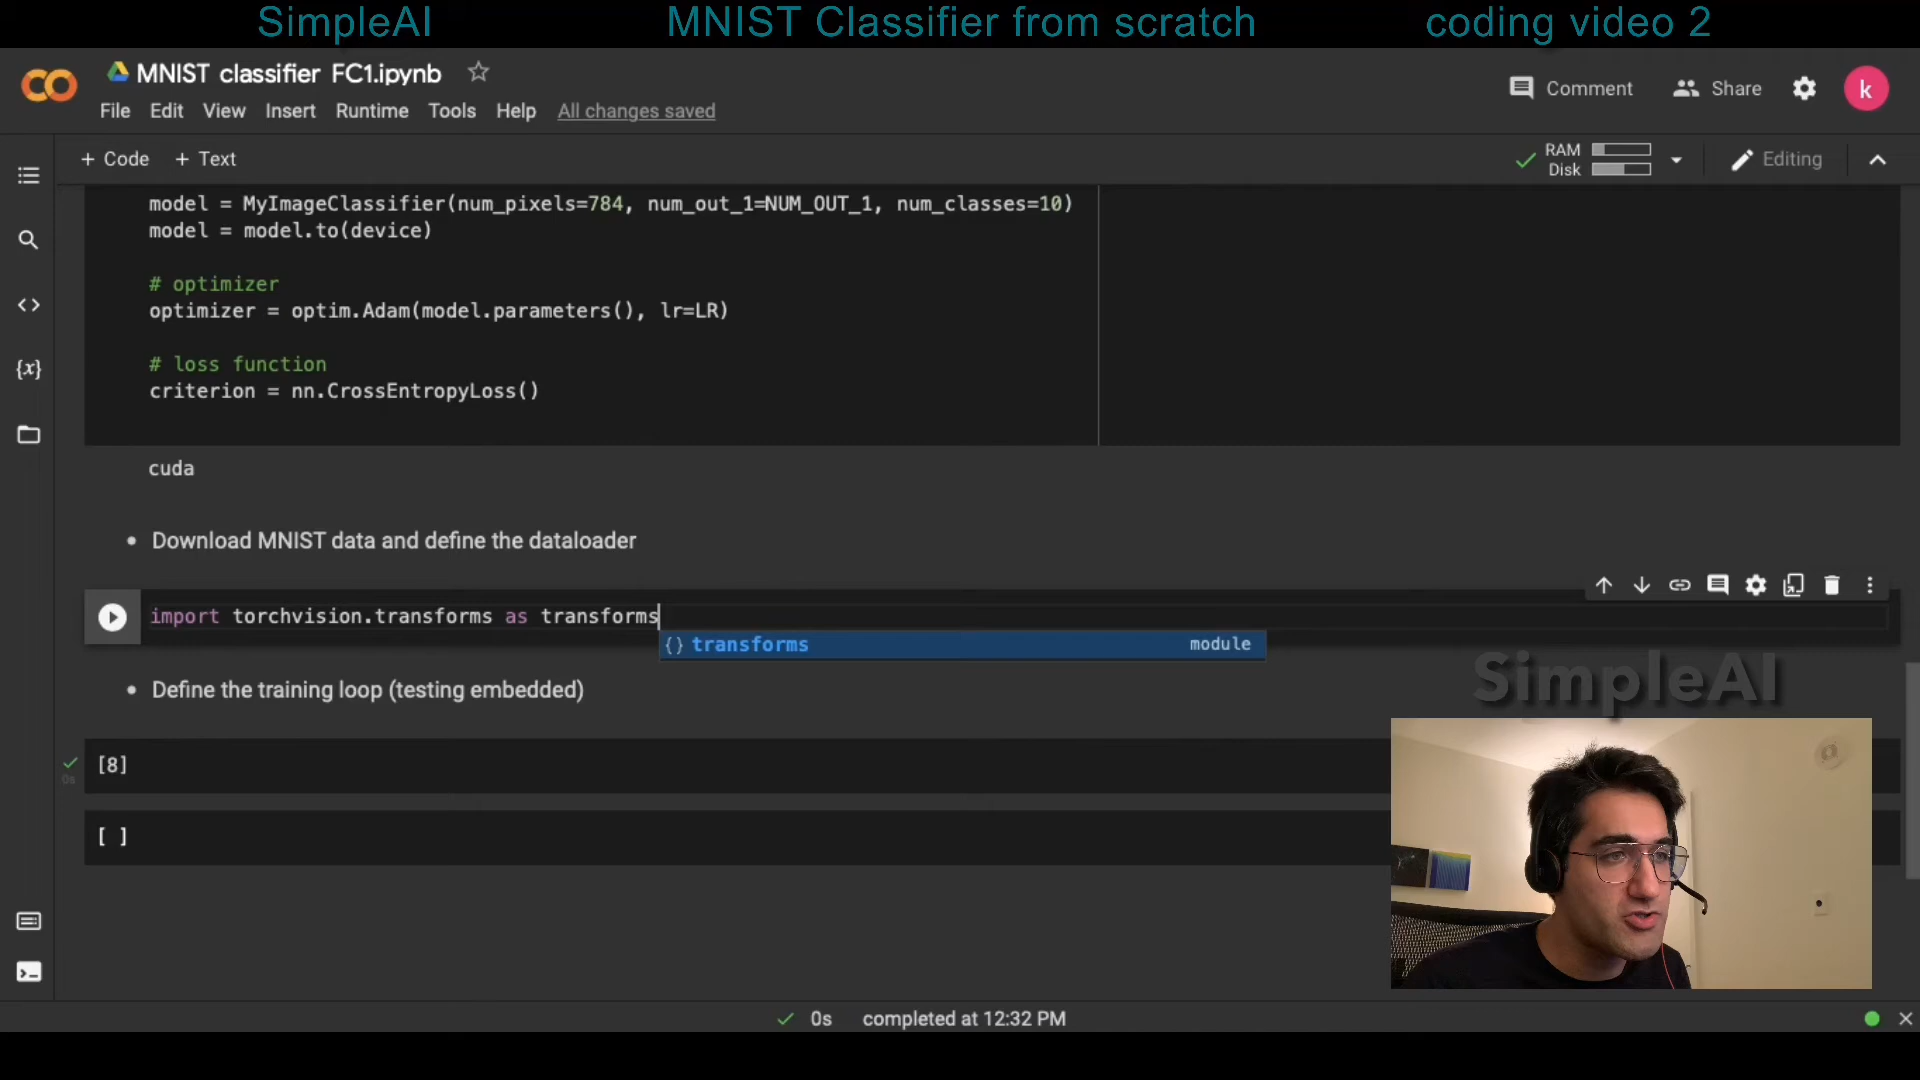 SimpleAI MNIST Classifier from scratch coding video 2
MNIST classifier FC1.ipynb
Comment Share k
File Edit View Insert Runtime Tools Help All changes saved
+ Code + Text
RAM
Disk
Editing
model = MyImageClassifier(num_pixels=784, num_out_1=NUM_OUT_1, num_classes=10)
model = model.to(device)
# optimizer
optimizer = optim.Adam(model.parameters(), lr=LR)
# loss function
criterion = nn.CrossEntropyLoss()
cuda
• Download MNIST data and define the dataloader
import torchvision.transforms as transforms
{} transforms module
• Define the training loop (testing embedded)
SimpleAI
[8]
0s
[ ]
0s completed at 12:32 PM